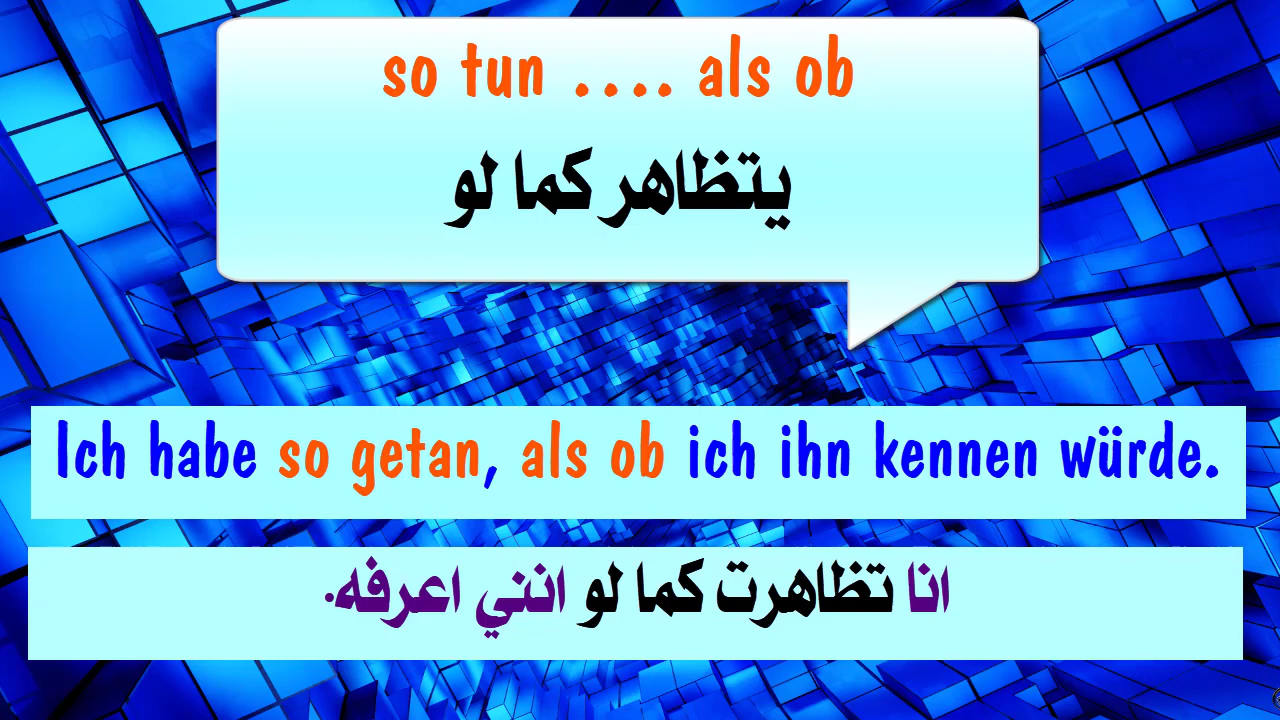 so tun .... als ob
يتظاهر كما لو
Ich habe so getan, als ob ich ihn kennen würde.
انا تظاهرت كما لو انني اعرفه.